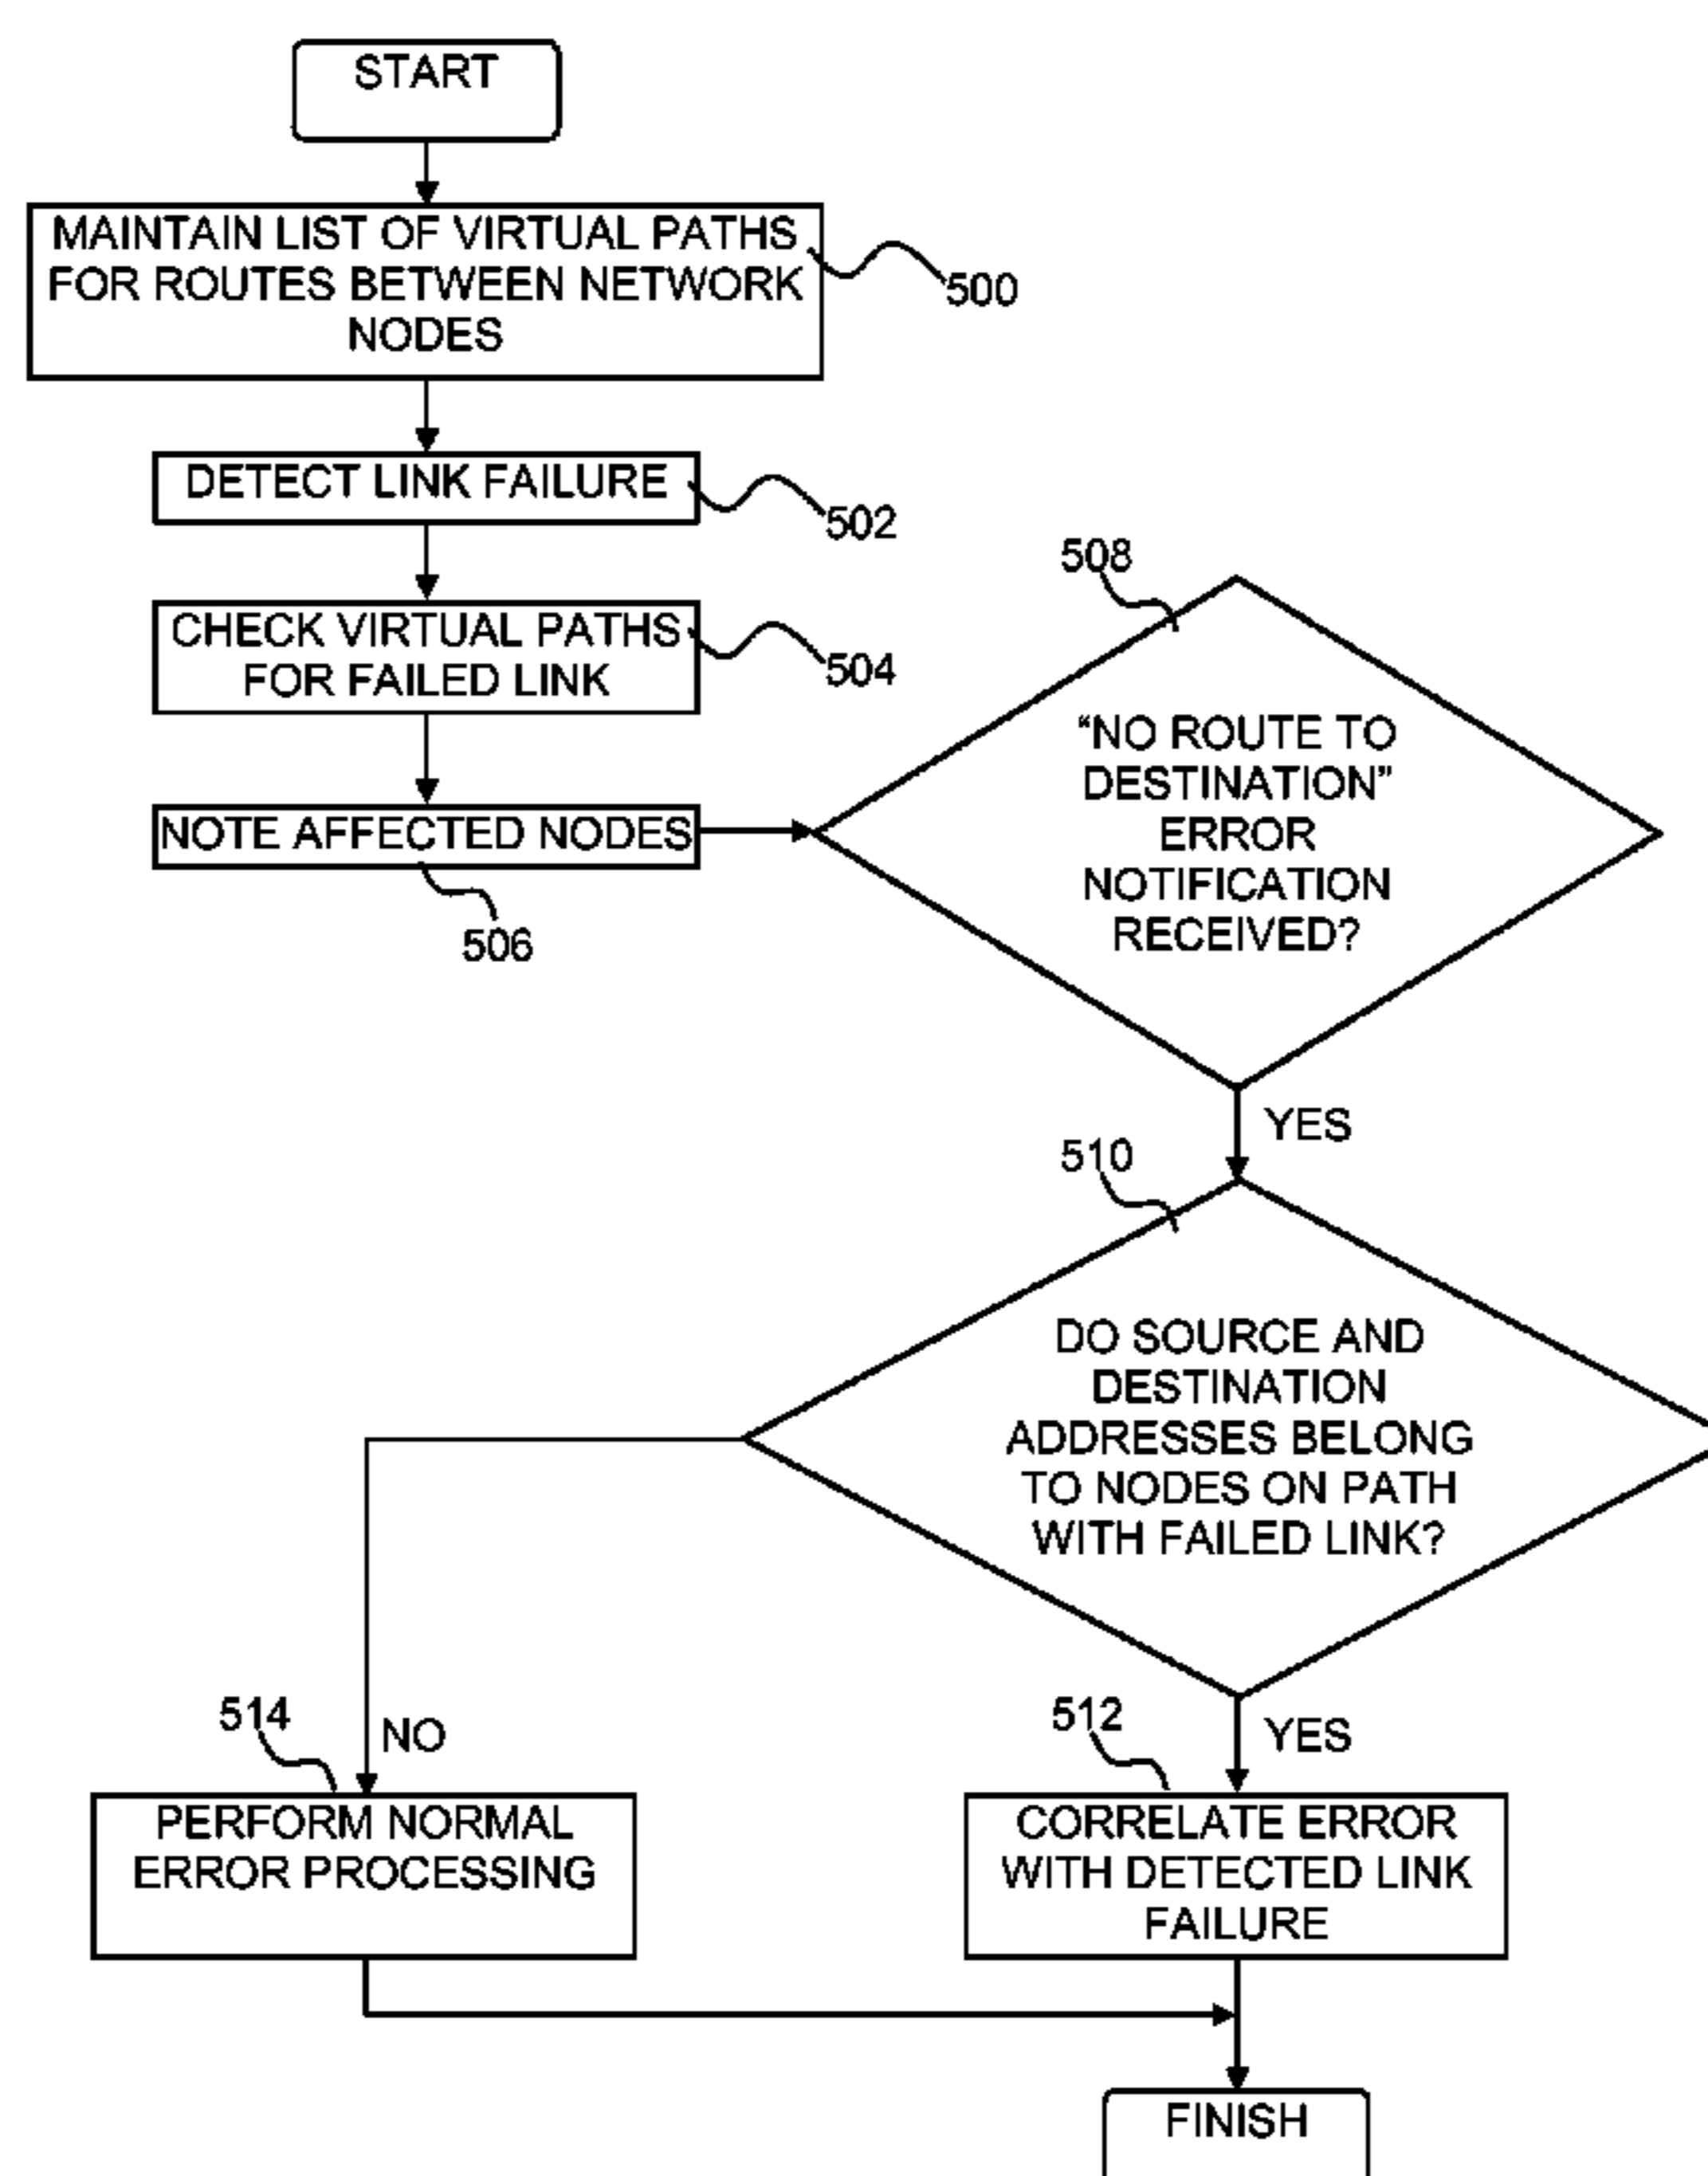 START
MAINTAIN LIST OF VIRTUAL PATHS
FOR ROUTES BETWEEN NETWORK
NODES
500
DETECT LINK FAILURE
502
CHECK VIRTUAL PATHS
FOR FAILED LINK
504
NOTE AFFECTED NODES
506
508
“NO ROUTE TO
DESTINATION”
ERROR
NOTIFICATION
RECEIVED?
YES
510
DO SOURCE AND
DESTINATION
ADDRESSES BELONG
TO NODES ON PATH
WITH FAILED LINK?
514
NO
PERFORM NORMAL
ERROR PROCESSING
512
YES
CORRELATE ERROR
WITH DETECTED LINK
FAILURE
FINISH